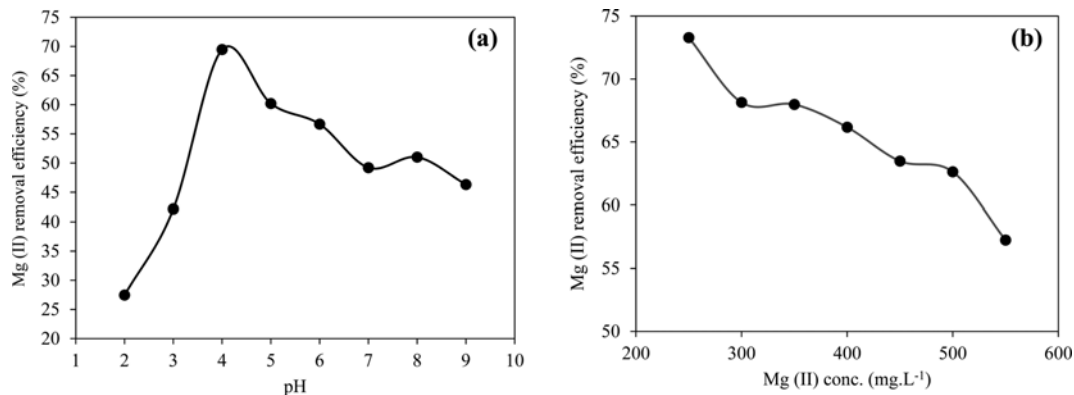 (a)
Mg (II) removal efficiency (%)
75
70
65
60
55
50
45
40
35
30
25
20
1 2 3 4 5 6 7 8 9 10
pH
(b)
Mg (II) removal efficiency (%)
75
70
65
60
55
50
200 300 400 500 600
Mg (II) conc. (mg.L⁻¹)